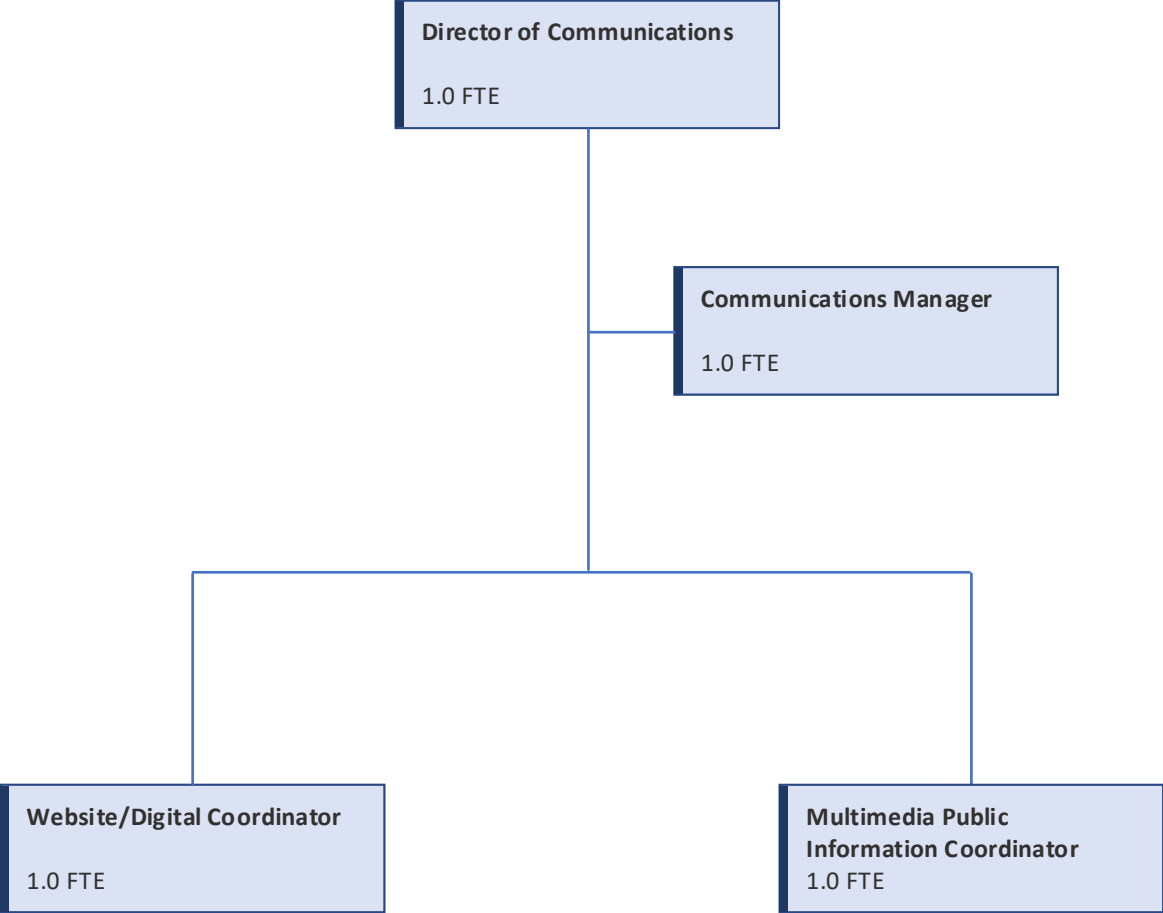 Director of Communications
1.0 FTE
Communications Manager
1.0 FTE
Website/Digital Coordinator
1.0 FTE
Multimedia Public
Information Coordinator
1.0 FTE